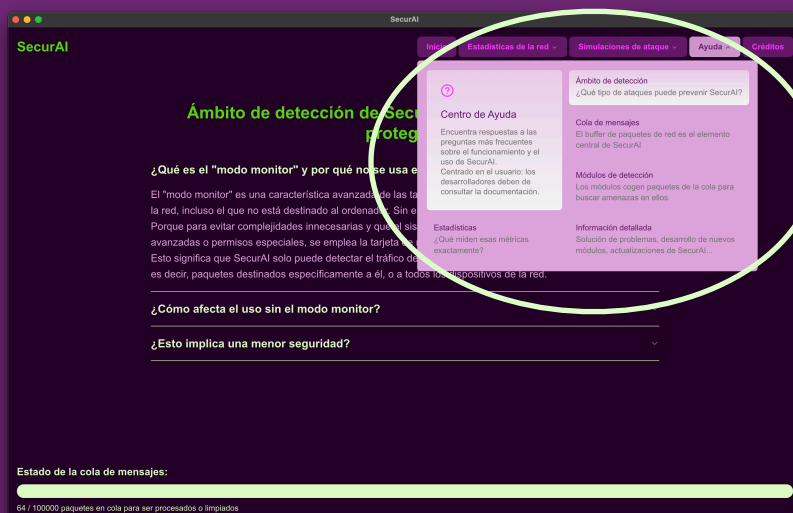 SecurAI
SecurAI
Inicio
Estadísticas de la red
Simulaciones de ataque
Ayuda
Créditos
Centro de Ayuda
Encuentra respuestas a las
preguntas más frecuentes
sobre el funcionamiento y el
uso de SecurAI.
Centrado en el usuario: los
desarrolladores deben de
consultar la documentación.
Ámbito de detección
¿Qué tipo de ataques puede prevenir SecurAI?
Cola de mensajes
El buffer de paquetes de red es el elemento
central de SecurAI
Módulos de detección
Los módulos cogen paquetes de la cola para
buscar amenazas en ellos
Estadísticas
¿Qué miden esas métricas
exactamente?
Información detallada
Solución de problemas, desarrollo de nuevos
módulos, actualizaciones de SecurAI...
Ámbito de detección de Secu
proteg
¿Qué es el "modo monitor" y por qué no se usa e
El "modo monitor" es una característica avanzada de las ta
la red, incluso el que no está destinado al ordenador. Sin e
Porque para evitar complejidades innecesarias y que el sis
avanzadas o permisos especiales, se emplea la tarjeta de
Esto significa que SecurAI solo puede detectar el tráfico de
es decir, paquetes destinados específicamente a él, o a todos los dispositivos de la red.
¿Cómo afecta el uso sin el modo monitor?
¿Esto implica una menor seguridad?
Estado de la cola de mensajes:
64 / 100000 paquetes en cola para ser procesados o limpiados